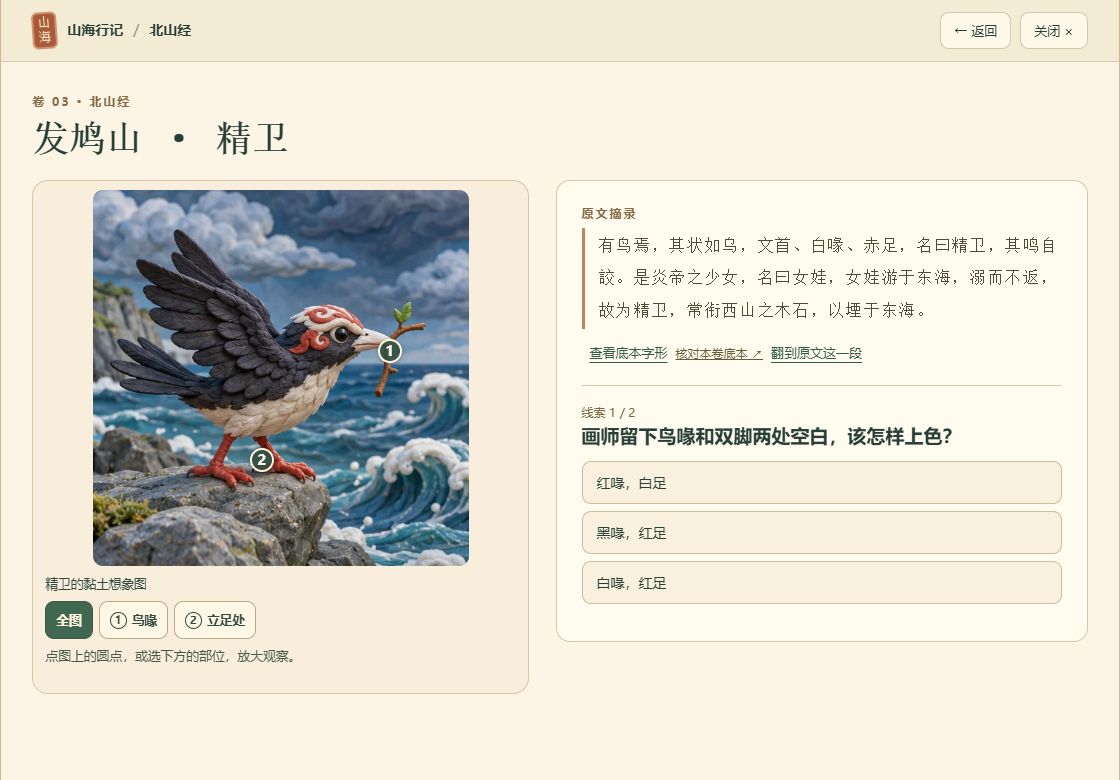 山海
山海行记 / 北山经
← 返回
关闭 ×
卷 03 · 北山经
发鸠山 · 精卫
1
2
精卫的黏土想象图
全图
① 鸟喙
② 立足处
点图上的圆点，或选下方的部位，放大观察。
原文摘录
有鸟焉，其状如乌，文首、白喙、赤足，名曰精卫，其鸣自
詨。是炎帝之少女，名曰女娃，女娃游于东海，溺而不返，
故为精卫，常衔西山之木石，以堙于东海。
查看底本字形 核对本卷底本 ↗ 翻到原文这一段
线索 1 / 2
画师留下鸟喙和双脚两处空白，该怎样上色？
红喙，白足
黑喙，红足
白喙，红足